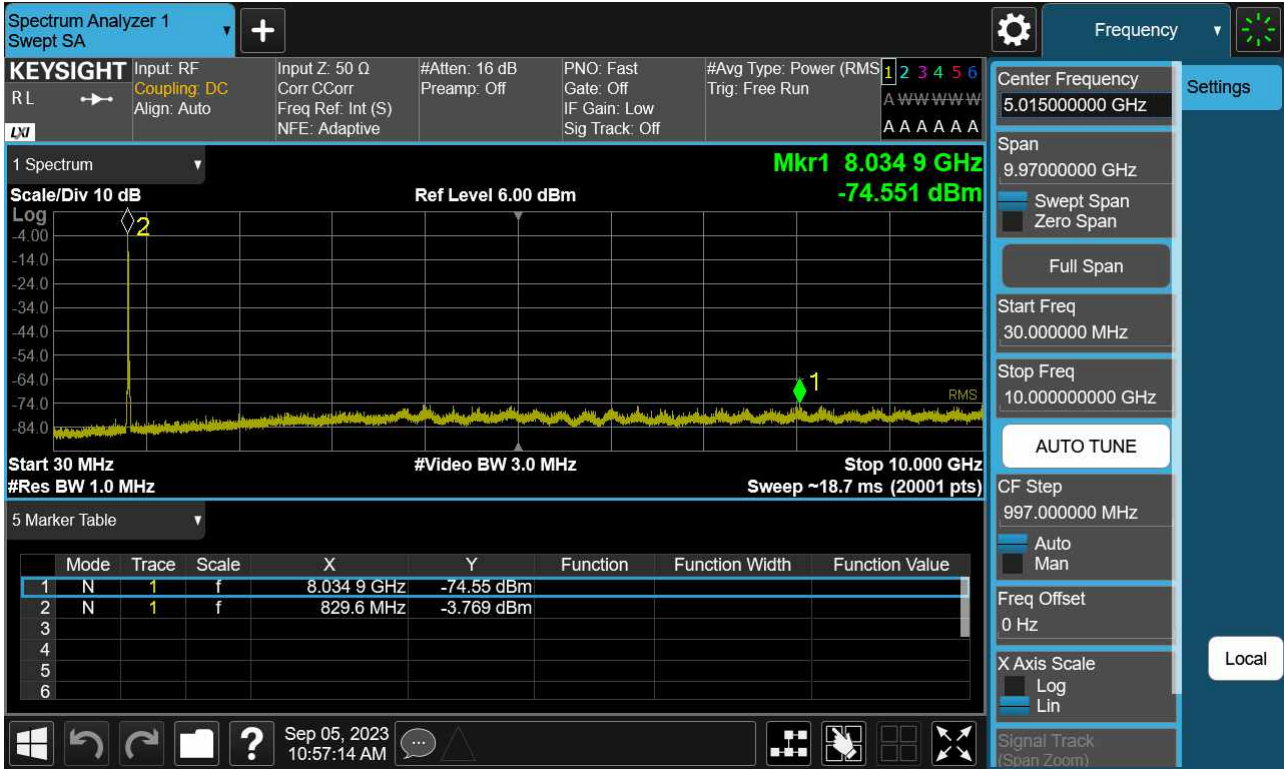 Spectrum Analyzer 1
Swept SA
Frequency
KEYSIGHT
R L
LXI
Input: RF
Coupling: DC
Align: Auto
Input Z: 50 Ω
Corr CCorr
Freq Ref: Int (S)
NFE: Adaptive
#Atten: 16 dB
Preamp: Off
PNO: Fast
Gate: Off
IF Gain: Low
Sig Track: Off
#Avg Type: Power (RMS
Trig: Free Run
1 2 3 4 5 6
A W W W W W
A A A A A A
1 Spectrum
Mkr1 8.034 9 GHz
Scale/Div 10 dB
Ref Level 6.00 dBm
-74.551 dBm
Log
-4.00
-14.0
-24.0
-34.0
-44.0
-54.0
-64.0
-74.0
-84.0
2
1
RMS
Start 30 MHz
#Video BW 3.0 MHz
Stop 10.000 GHz
#Res BW 1.0 MHz
Sweep ~18.7 ms (20001 pts)
5 Marker Table
Mode Trace Scale X Y Function Function Width Function Value
1 N 1 f 8.034 9 GHz -74.55 dBm
2 N 1 f 829.6 MHz -3.769 dBm
3
4
5
6
Sep 05, 2023
10:57:14 AM
Center Frequency
5.015000000 GHz
Span
9.97000000 GHz
Swept Span
Zero Span
Full Span
Start Freq
30.000000 MHz
Stop Freq
10.000000000 GHz
AUTO TUNE
CF Step
997.000000 MHz
Auto
Man
Freq Offset
0 Hz
X Axis Scale
Log
Lin
Signal Track
(Span Zoom)
Settings
Local